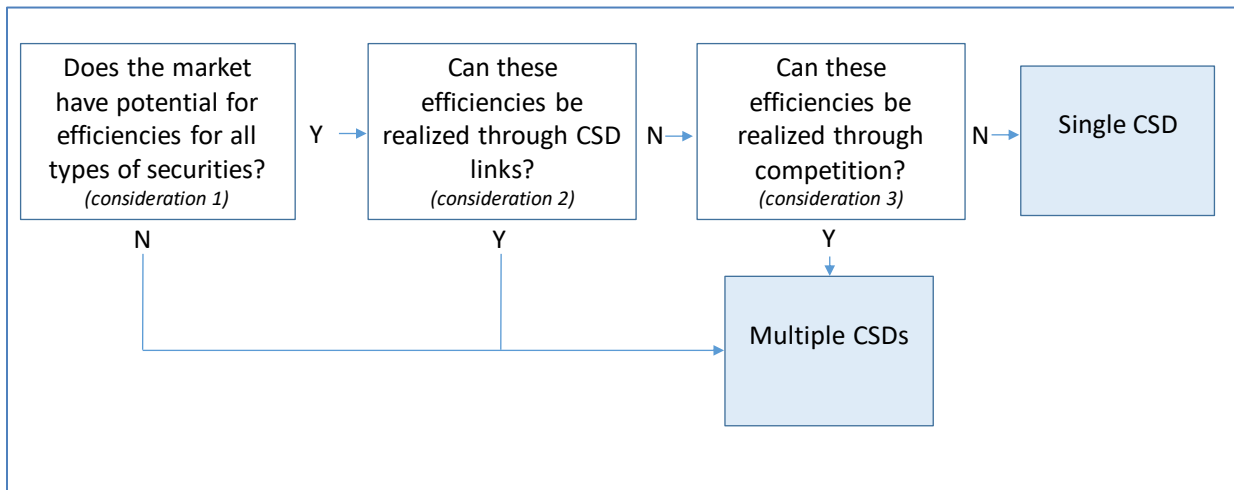 Does the market
have potential for
efficiencies for all
types of securities?
(consideration 1)
Y
Can these
efficiencies be
realized through CSD
links?
(consideration 2)
N
Can these
efficiencies be
realized through
competition?
(consideration 3)
N
Single CSD
N
Y
Y
Multiple CSDs